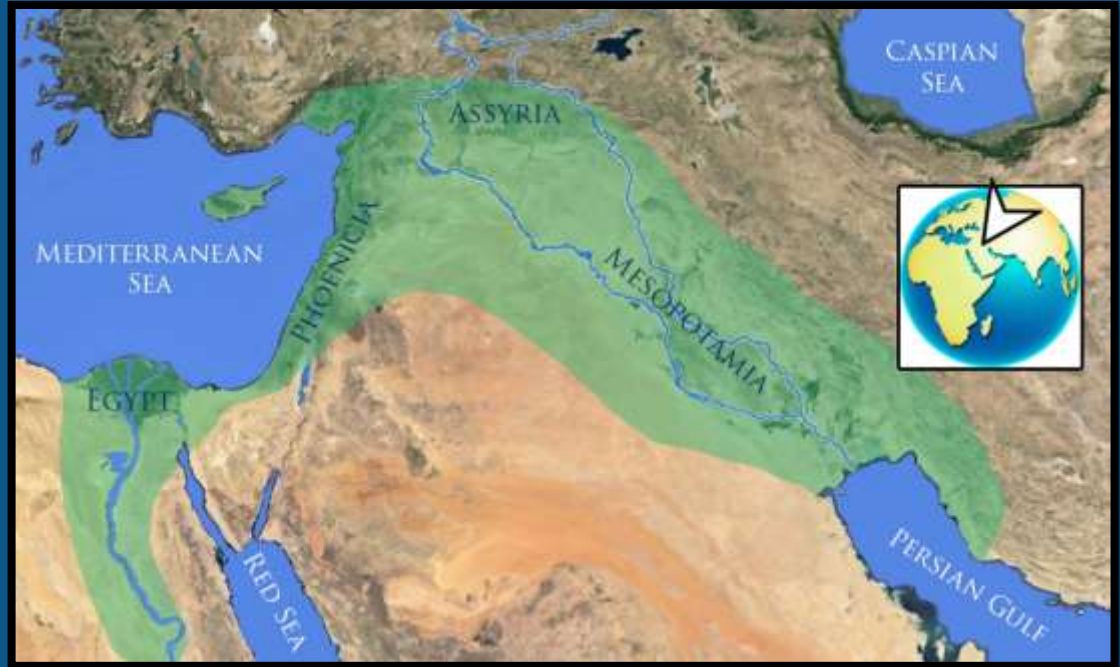 CASPIAN
SEA
ASSYRIA
PHOENICIA
MEDITERRANEAN
SEA
MESOPOTAMIA
EGYPT
RED SEA
PERSIAN GULF